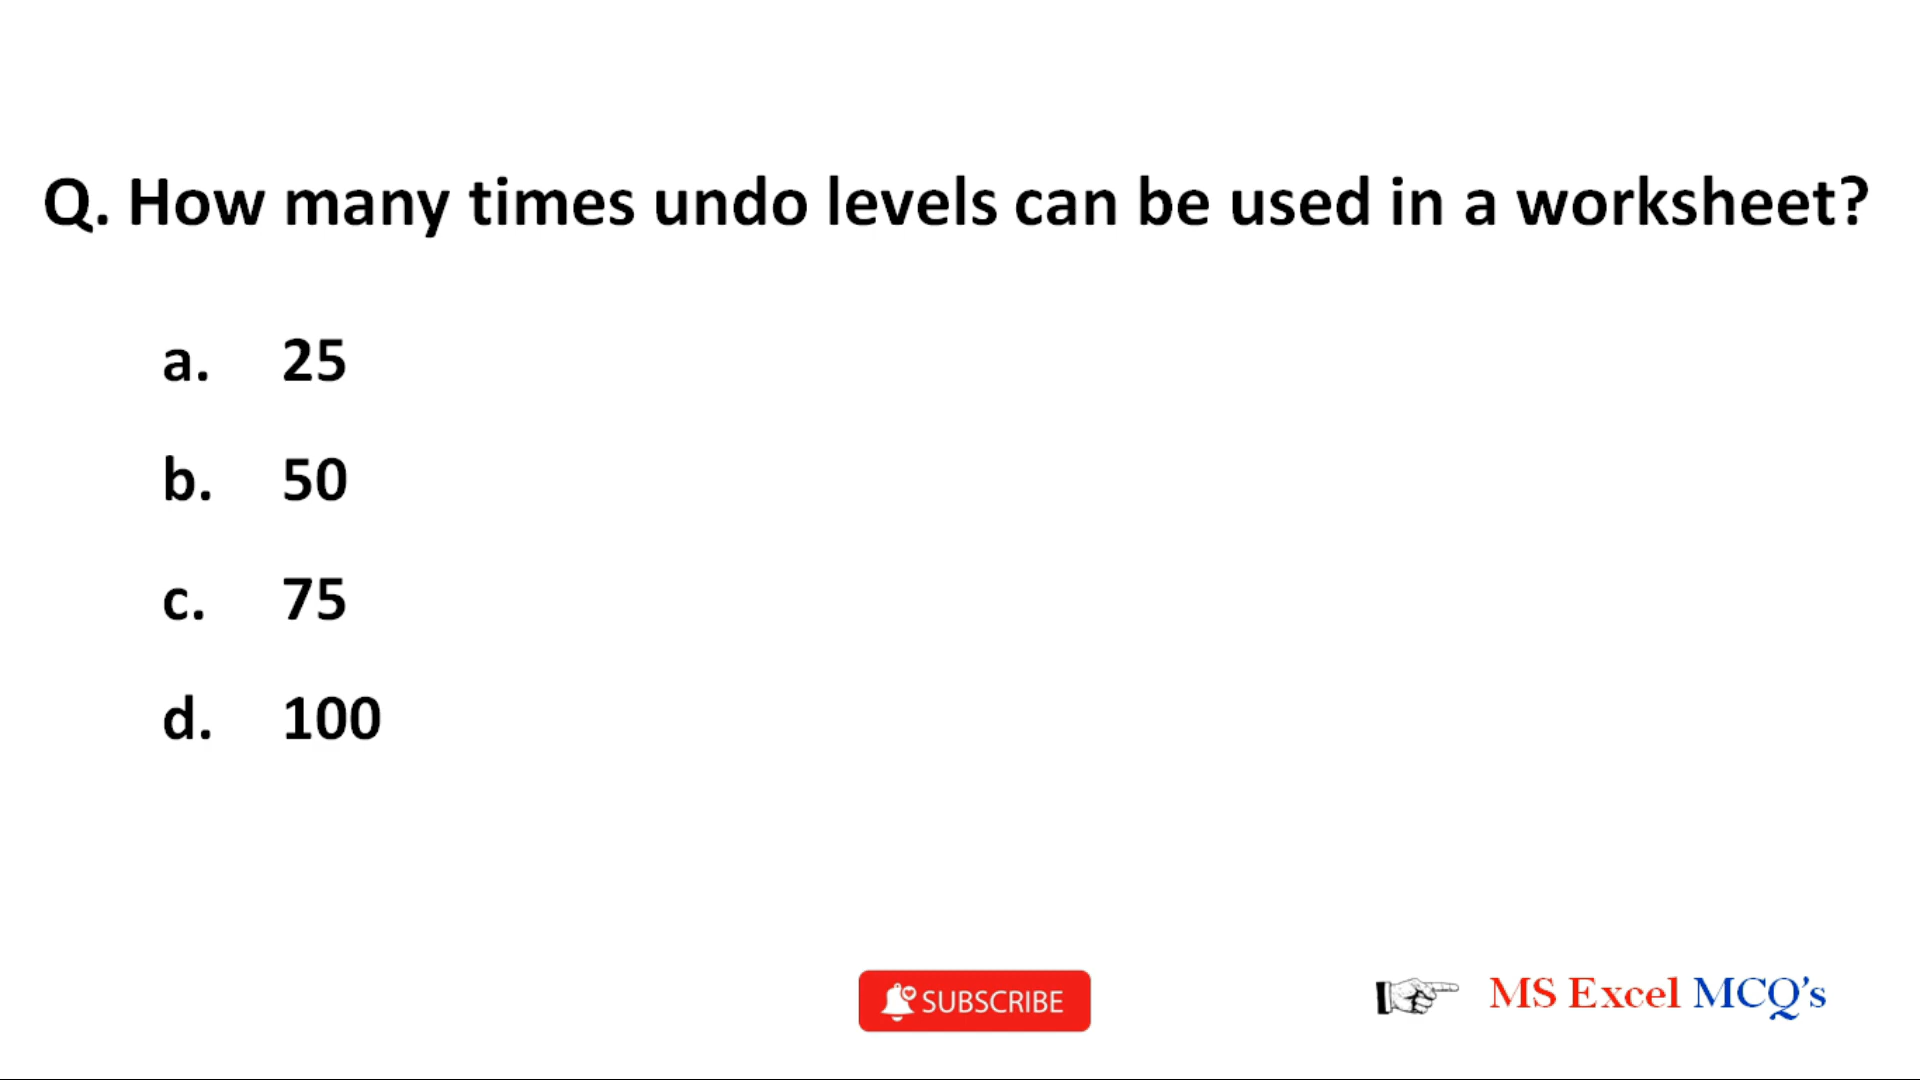 Q. How many times undo levels can be used in a worksheet?
a. 25
b. 50
c. 75
d. 100
SUBSCRIBE
MS Excel MCQ's